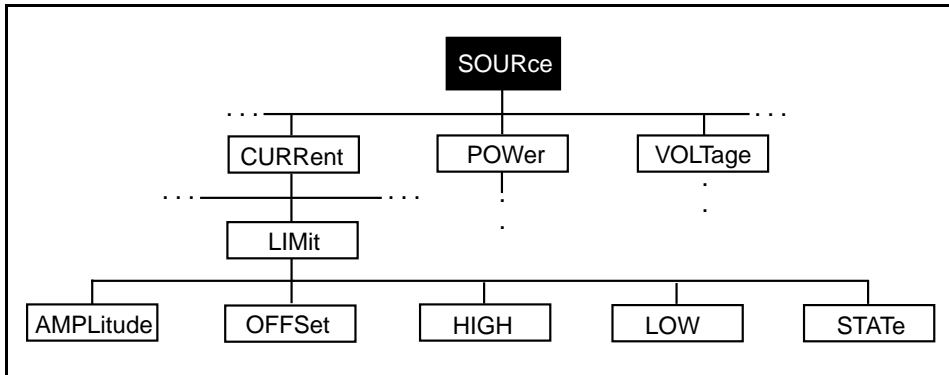 SOURce
CURRent POWer VOLTage
LIMit
AMPLitude OFFSet HIGH LOW STATe